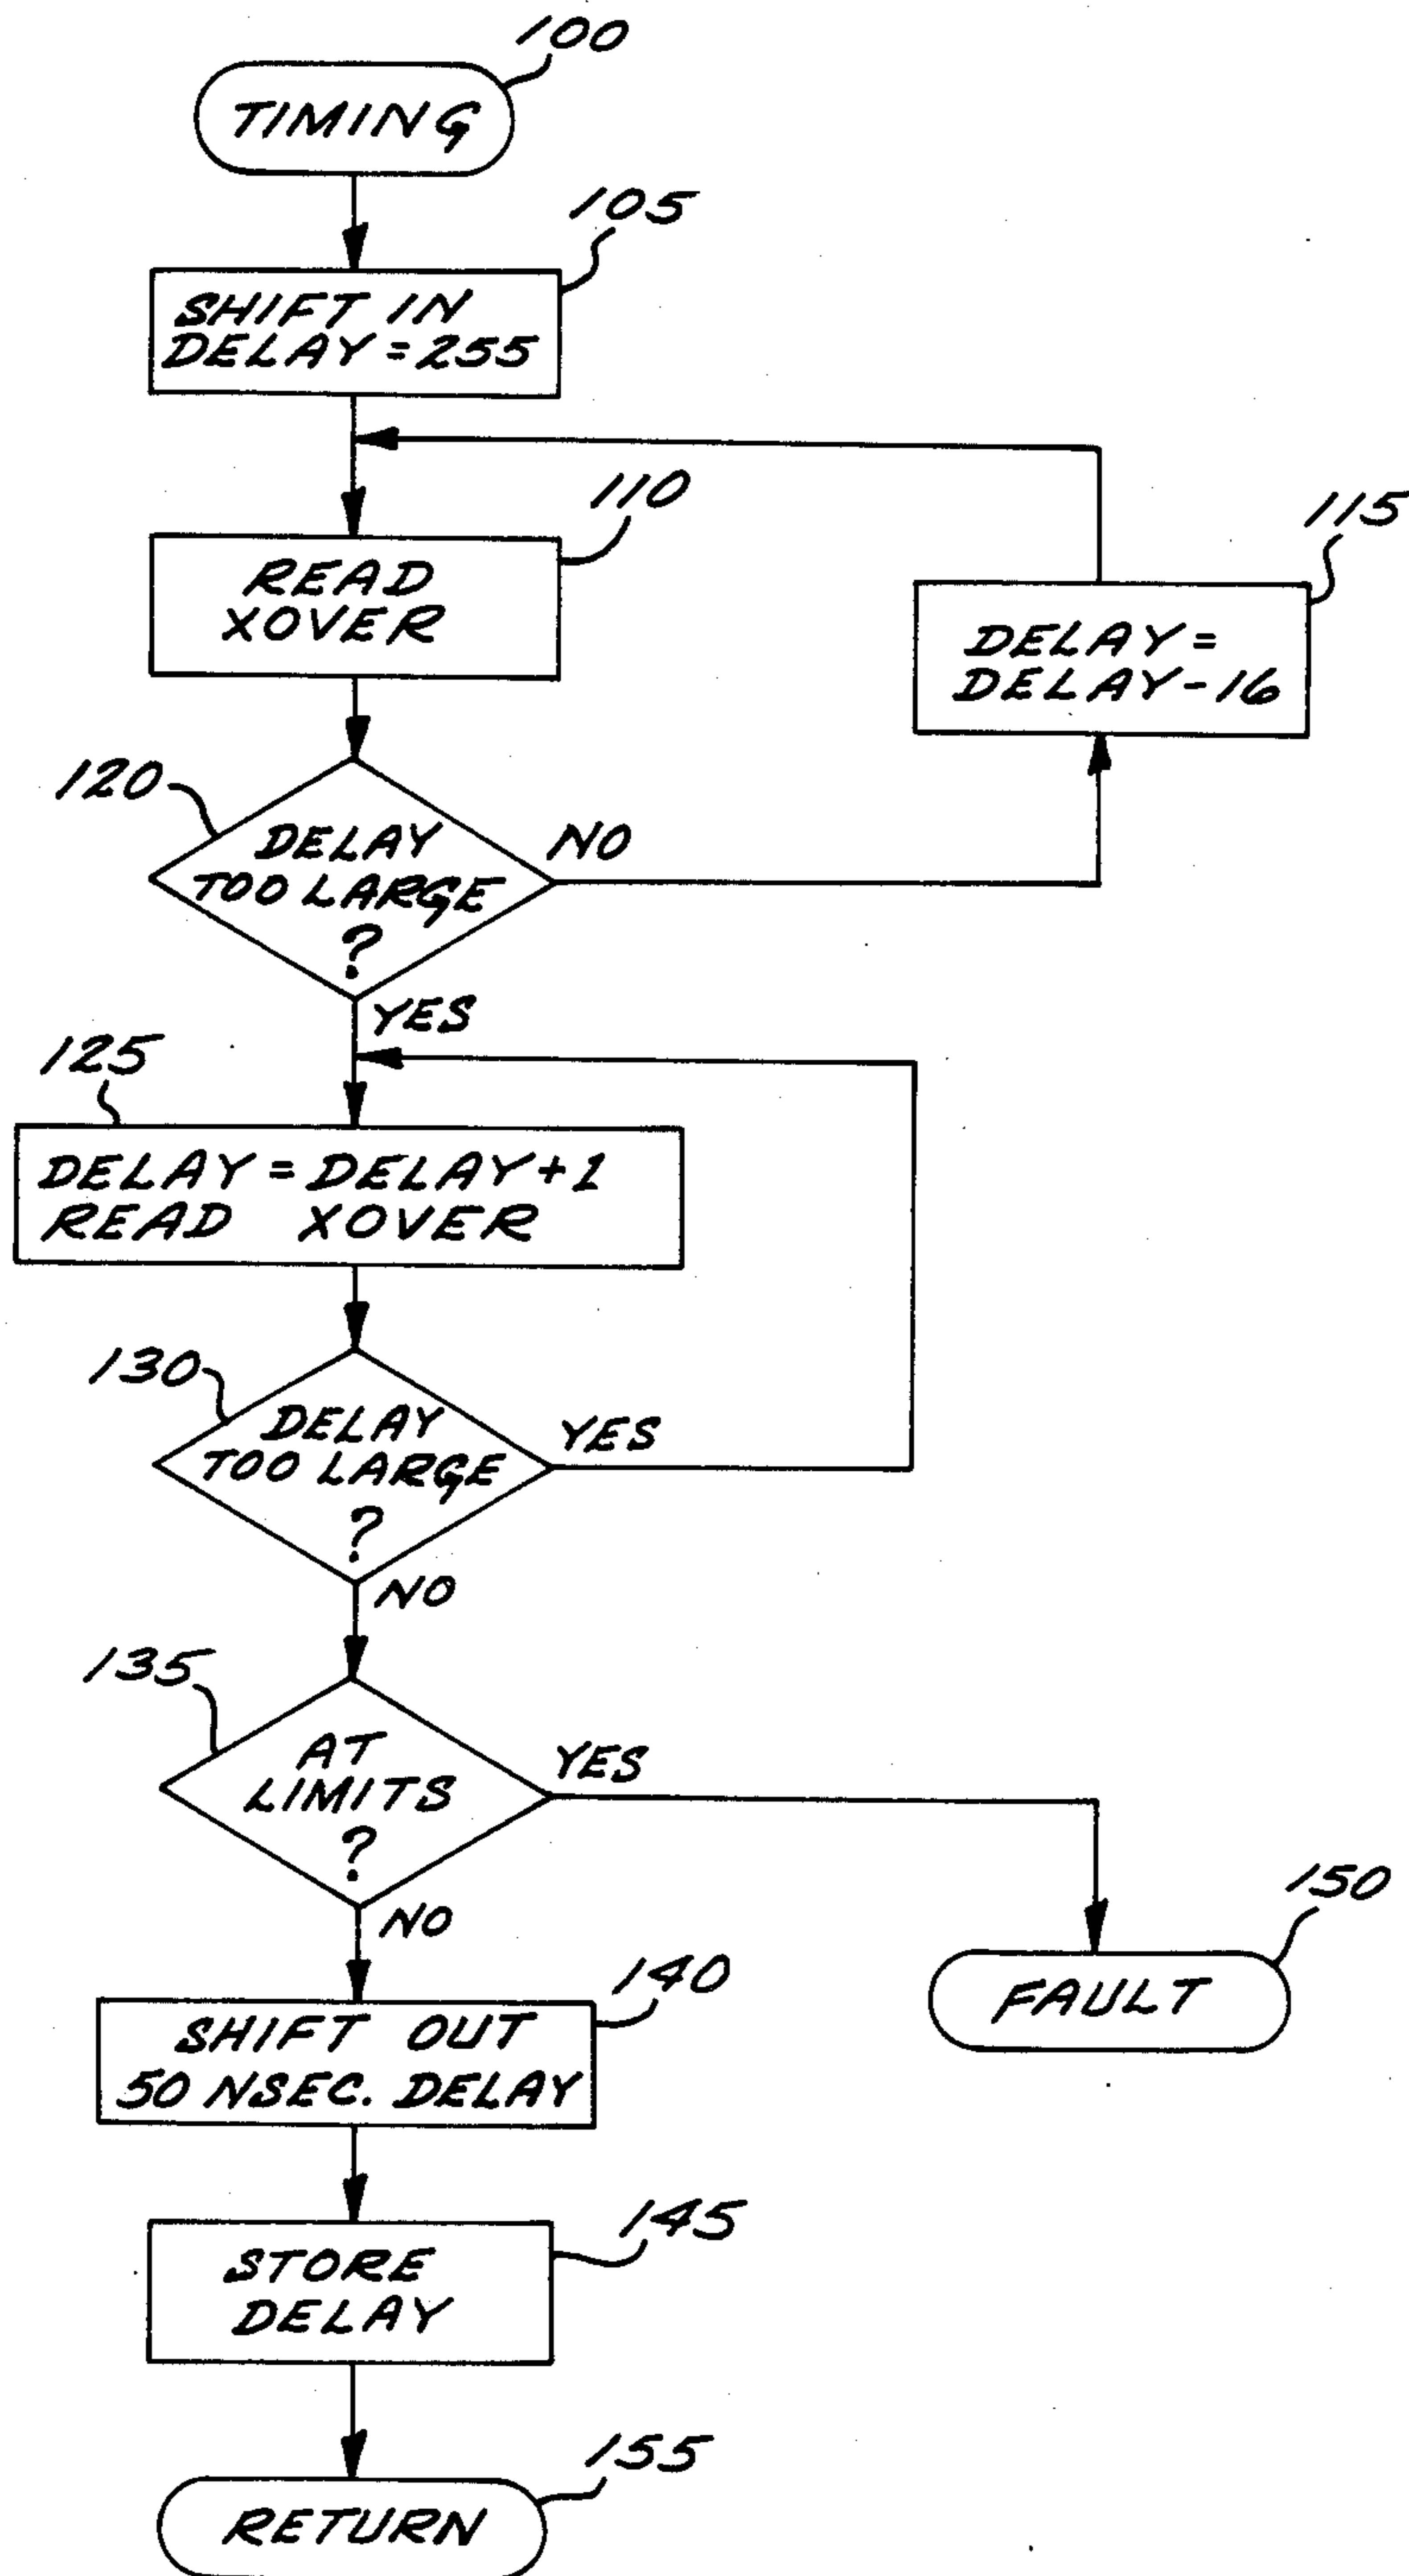 100
TIMING
105
SHIFT IN
DELAY = 255
110
READ
XOVER
115
DELAY =
DELAY - 16
120
DELAY
TOO LARGE
?
NO
YES
125
DELAY = DELAY + 1
READ XOVER
130
DELAY
TOO LARGE
?
YES
NO
135
AT
LIMITS
?
YES
NO
150
FAULT
140
SHIFT OUT
50 NSEC. DELAY
145
STORE
DELAY
155
RETURN